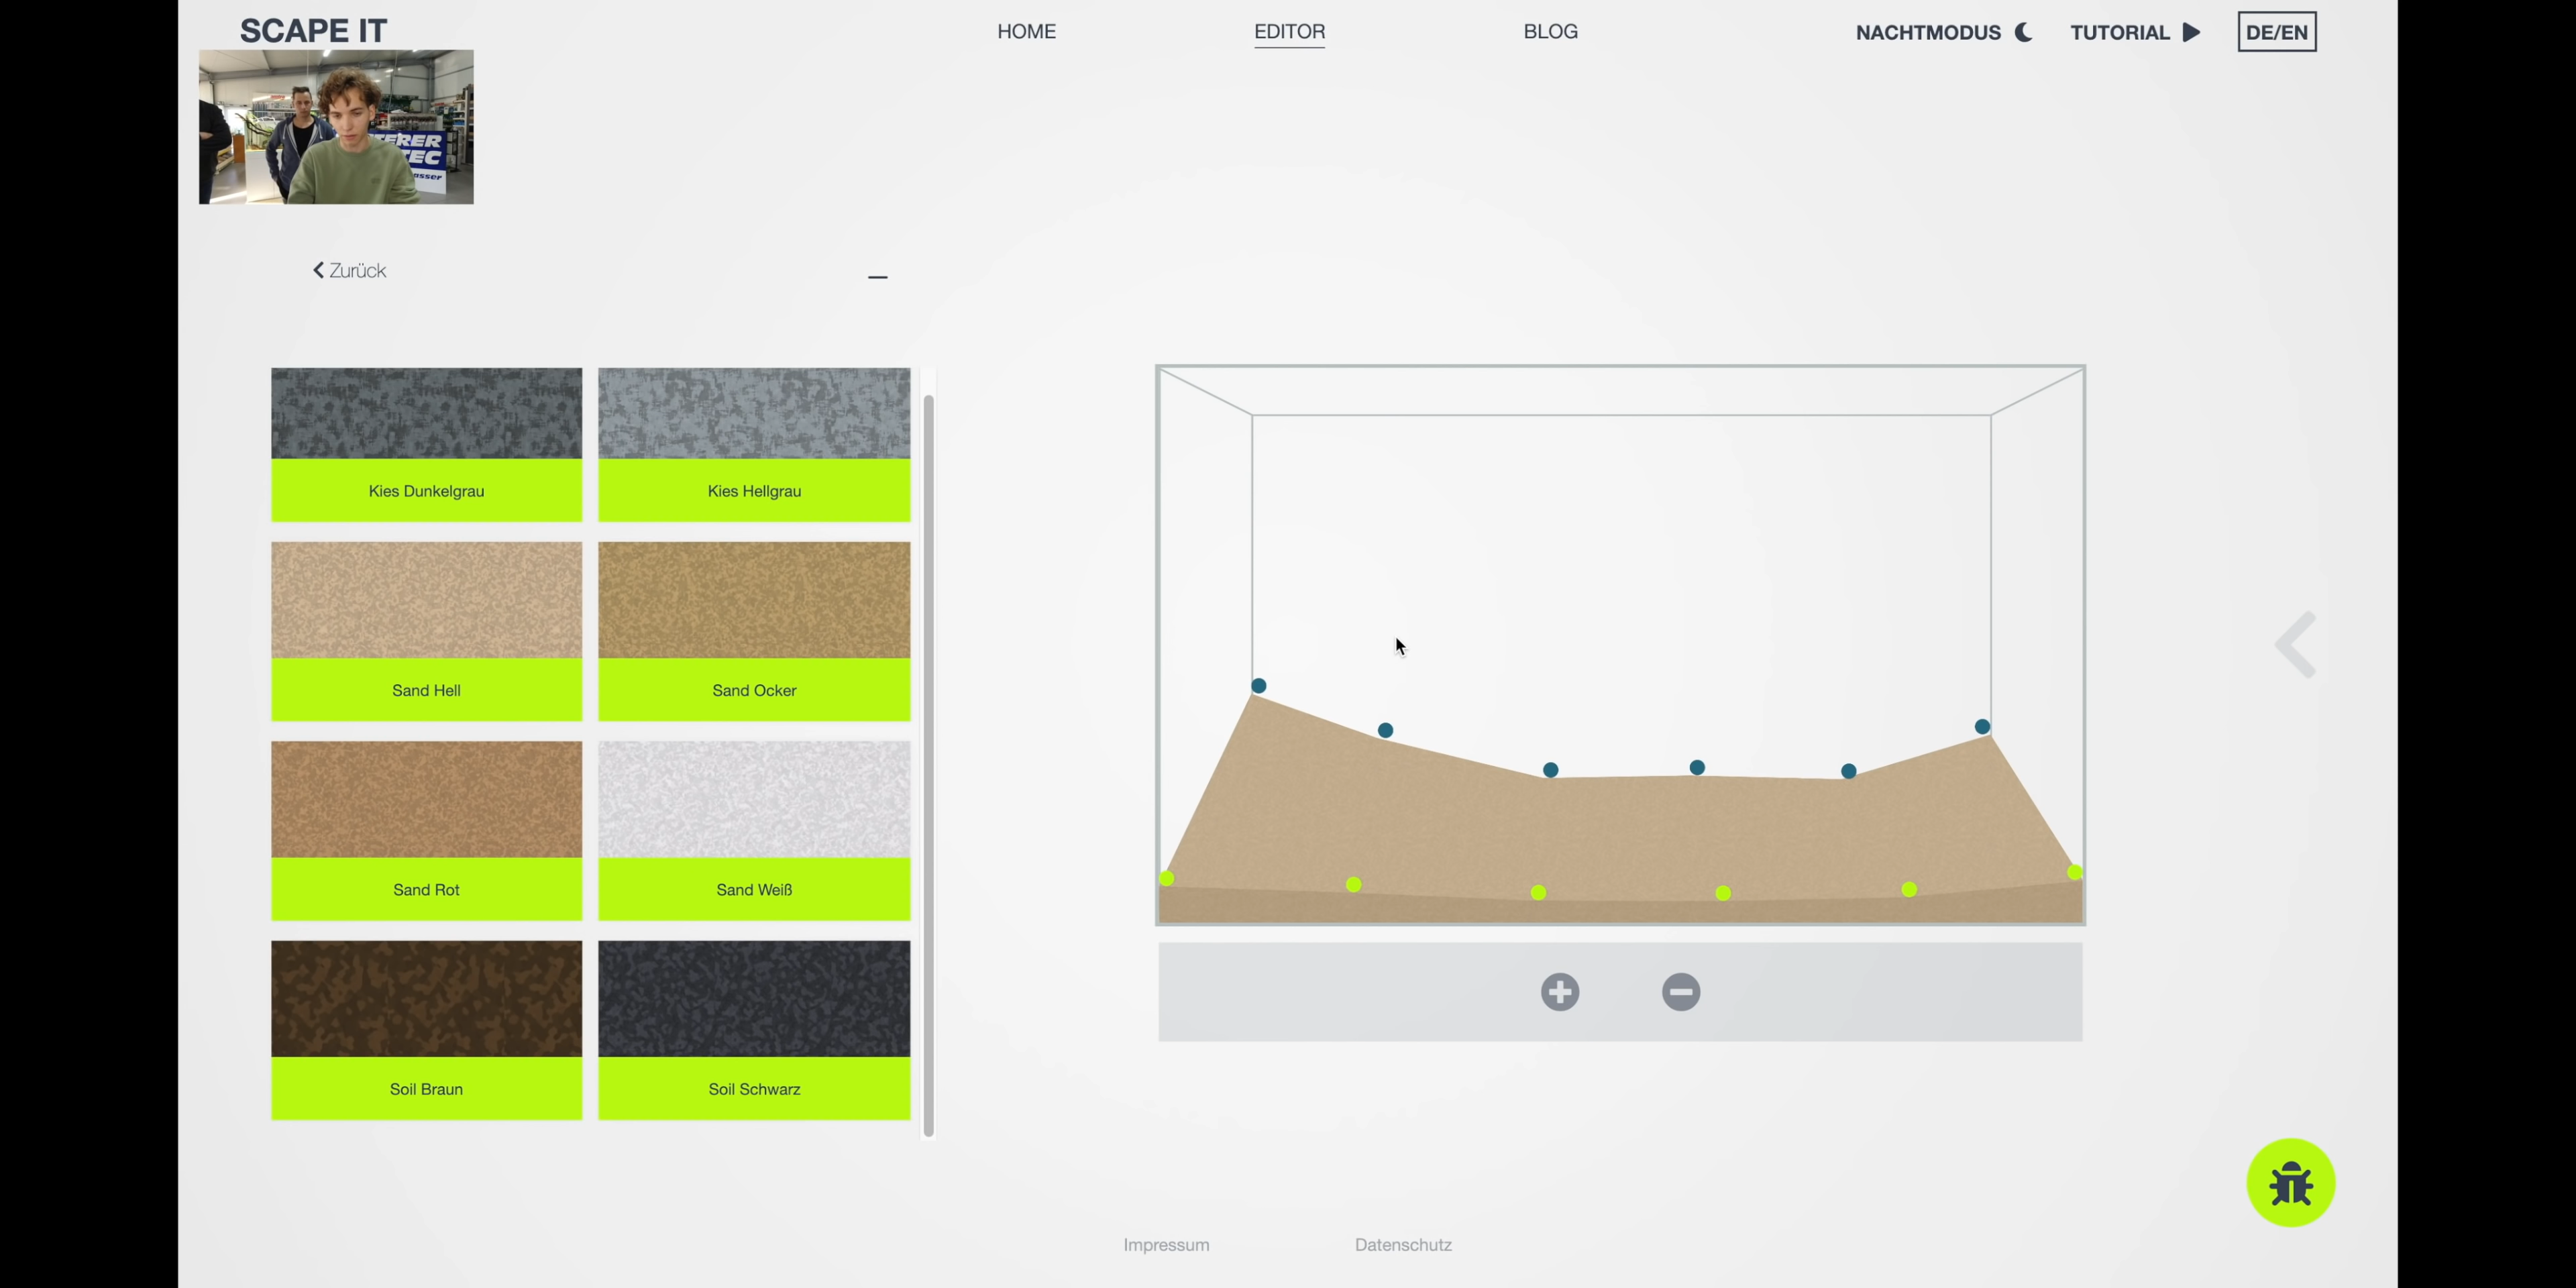 SCAPE IT
HOME
EDITOR
BLOG
NACHTMODUS
TUTORIAL
DE/EN
TEC
Zurück
Kies Dunkelgrau
Kies Hellgrau
Sand Hell
Sand Ocker
Sand Rot
Sand Weiß
Soil Braun
Soil Schwarz
Impressum
Datenschutz